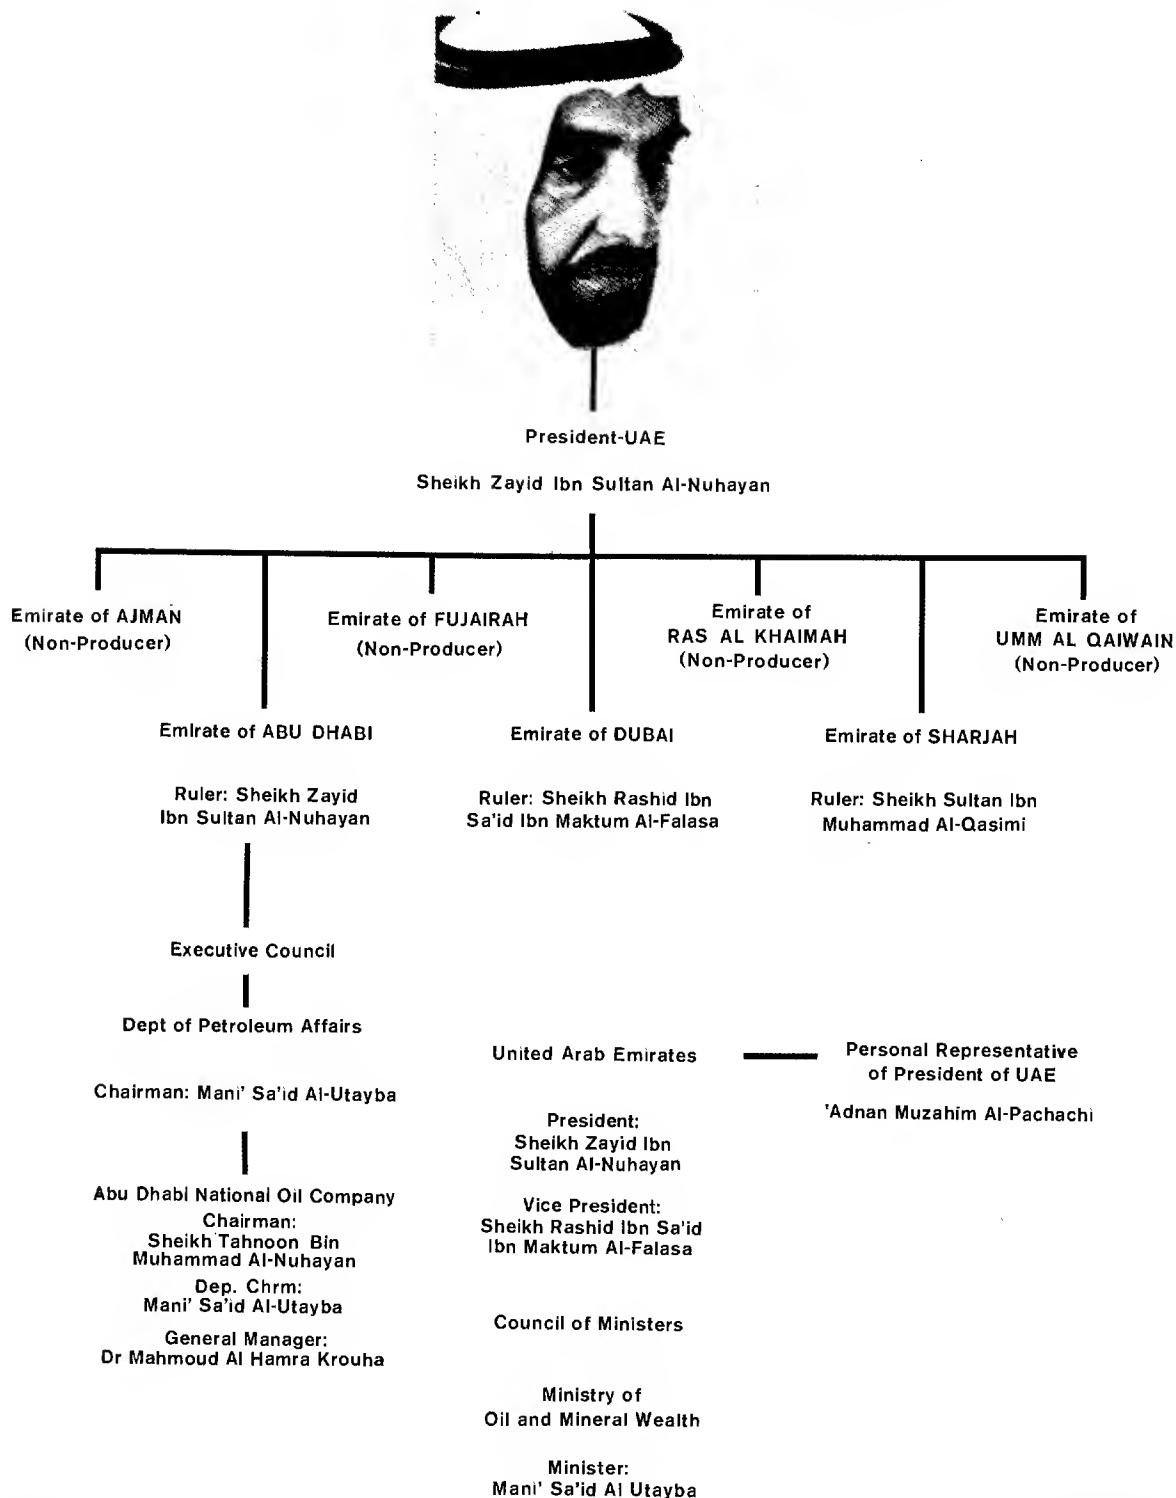 President-UAE
Sheikh Zayid Ibn Sultan Al-Nuhayan
Emirate of AJMAN
(Non-Producer)
Emirate of FUJAIRAH
(Non-Producer)
Emirate of
RAS AL KHAIMAH
(Non-Producer)
Emirate of
UMM AL QAIWAIN
(Non-Producer)
Emirate of ABU DHABI
Ruler: Sheikh Zayid
Ibn Sultan Al-Nuhayan
Emirate of DUBAI
Ruler: Sheikh Rashid Ibn
Sa'id Ibn Maktum Al-Falasa
Emirate of SHARJAH
Ruler: Sheikh Sultan Ibn
Muhammad Al-Qasimi
Executive Council
Dept of Petroleum Affairs
Chairman: Mani' Sa'id Al-Utayba
Abu Dhabi National Oil Company
Chairman:
Sheikh Tahnoon Bin
Muhammad Al-Nuhayan
Dep. Chrm:
Mani' Sa'id Al-Utayba
General Manager:
Dr Mahmoud Al Hamra Krouha
United Arab Emirates
President:
Sheikh Zayid Ibn
Sultan Al-Nuhayan
Vice President:
Sheikh Rashid Ibn Sa'id
Ibn Maktum Al-Falasa
Council of Ministers
Ministry of
Oil and Mineral Wealth
Minister:
Mani' Sa'id Al Utayba
Personal Representative
of President of UAE
'Adnan Muzahim Al-Pachachi